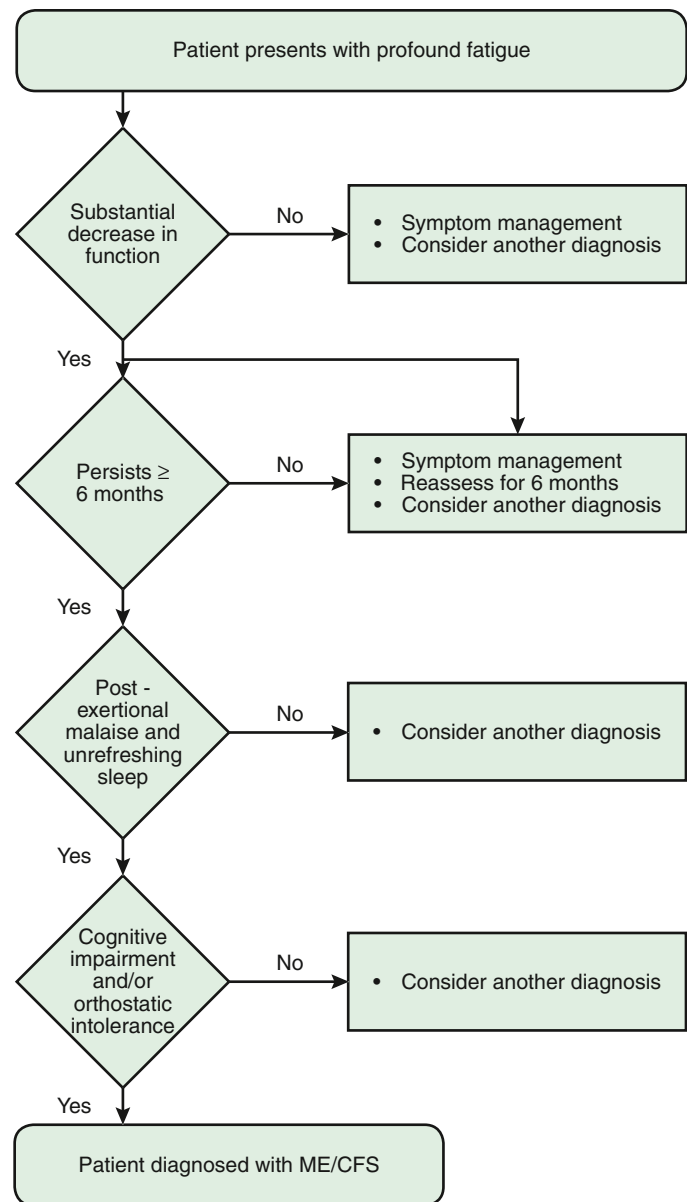 Patient presents with profound fatigue
Substantial
decrease in
function
No
• Symptom management
• Consider another diagnosis
Yes
Persists ≥
6 months
No
• Symptom management
• Reassess for 6 months
• Consider another diagnosis
Yes
Post -
exertional
malaise and
unrefreshing
sleep
No
• Consider another diagnosis
Yes
Cognitive
impairment
and/or
orthostatic
intolerance
No
• Consider another diagnosis
Yes
Patient diagnosed with ME/CFS